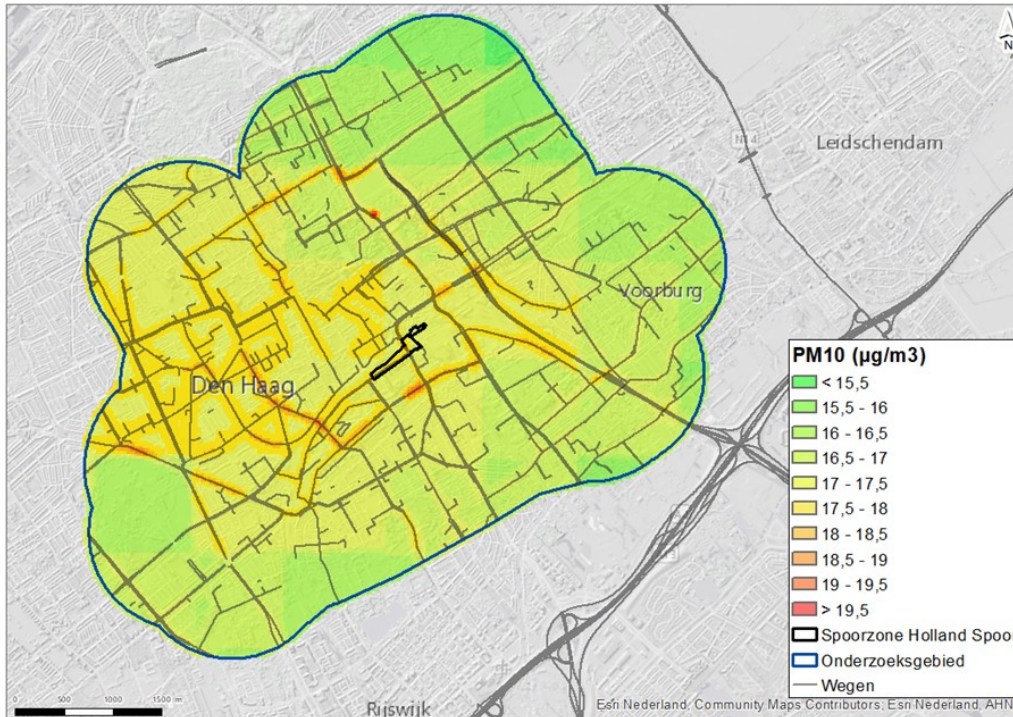 N
Leidschendam
Voorburg
Den Haag
Rijswijk
PM10 (µg/m3)
< 15,5
15,5 - 16
16 - 16,5
16,5 - 17
17 - 17,5
17,5 - 18
18 - 18,5
18,5 - 19
19 - 19,5
> 19,5
Spoorzone Holland Spoor
Onderzoeksgebied
Wegen
0 500 1000 1500 m
Esri Nederland, Community Maps Contributors, Esri Nederland, AHN